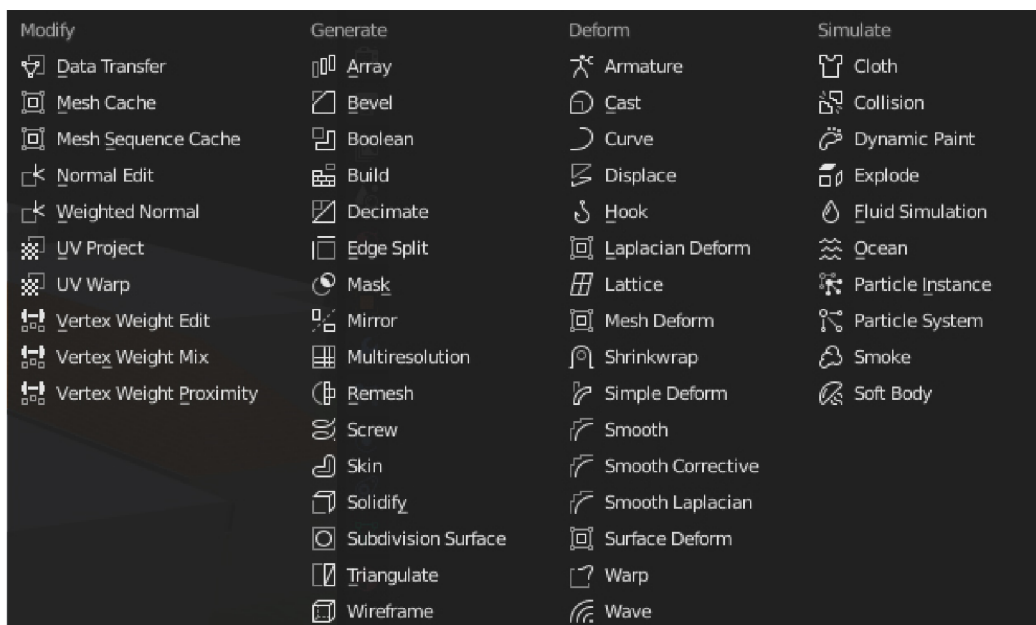 Modify
Data Transfer
Mesh Cache
Mesh Sequence Cache
Normal Edit
Weighted Normal
UV Project
UV Warp
Vertex Weight Edit
Vertex Weight Mix
Vertex Weight Proximity
Generate
Array
Bevel
Boolean
Build
Decimate
Edge Split
Mask
Mirror
Multiresolution
Remesh
Screw
Skin
Solidify
Subdivision Surface
Triangulate
Wireframe
Deform
Armature
Cast
Curve
Displace
Hook
Laplacian Deform
Lattice
Mesh Deform
Shrinkwrap
Simple Deform
Smooth
Smooth Corrective
Smooth Laplacian
Surface Deform
Warp
Wave
Simulate
Cloth
Collision
Dynamic Paint
Explode
Fluid Simulation
Ocean
Particle Instance
Particle System
Smoke
Soft Body